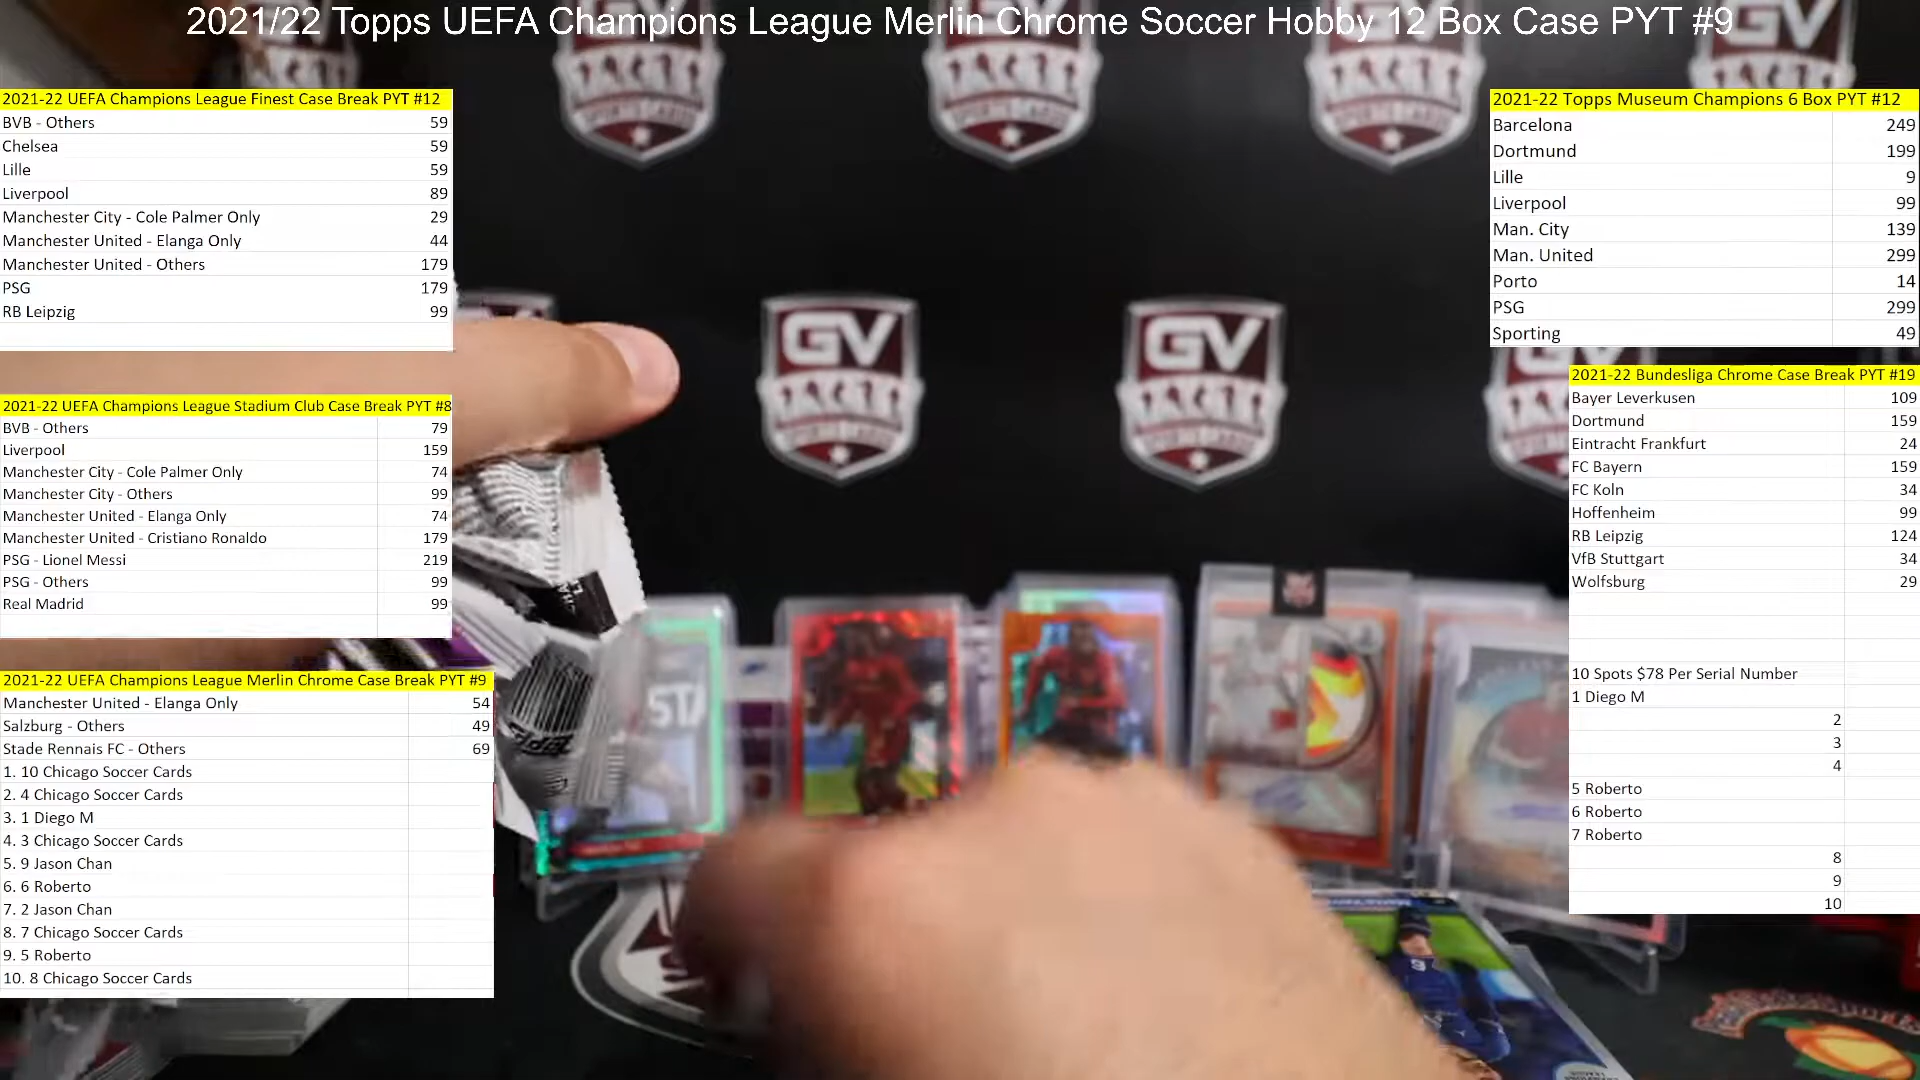 2021/22 Topps UEFA Champions League Merlin Chrome Soccer Hobby 12 Box Case PYT #9
2021-22 UEFA Champions League Finest Case Break PYT #12
BVB - Others 59
Chelsea 59
Lille 59
Liverpool 89
Manchester City - Cole Palmer Only 29
Manchester United - Elanga Only 44
Manchester United - Others 179
PSG 179
RB Leipzig 99
2021-22 UEFA Champions League Stadium Club Case Break PYT #8
BVB - Others 79
Liverpool 159
Manchester City - Cole Palmer Only 74
Manchester City - Others 99
Manchester United - Elanga Only 74
Manchester United - Cristiano Ronaldo 179
PSG - Lionel Messi 219
PSG - Others 99
Real Madrid 99
2021-22 UEFA Champions League Merlin Chrome Case Break PYT #9
Manchester United - Elanga Only 54
Salzburg - Others 49
Stade Rennais FC - Others 69
1. 10 Chicago Soccer Cards
2. 4 Chicago Soccer Cards
3. 1 Diego M
4. 3 Chicago Soccer Cards
5. 9 Jason Chan
6. 6 Roberto
7. 2 Jason Chan
8. 7 Chicago Soccer Cards
9. 5 Roberto
10. 8 Chicago Soccer Cards
2021-22 Topps Museum Champions 6 Box PYT #12
Barcelona 249
Dortmund 199
Lille 9
Liverpool 99
Man. City 139
Man. United 299
Porto 14
PSG 299
Sporting 49
2021-22 Bundesliga Chrome Case Break PYT #19
Bayer Leverkusen 109
Dortmund 159
Eintracht Frankfurt 24
FC Bayern 159
FC Koln 34
Hoffenheim 99
RB Leipzig 124
VfB Stuttgart 34
Wolfsburg 29
10 Spots $78 Per Serial Number
1 Diego M
2
3
4
5 Roberto
6 Roberto
7 Roberto
8
9
10
GV
SPORTS CARDS
GV
GV